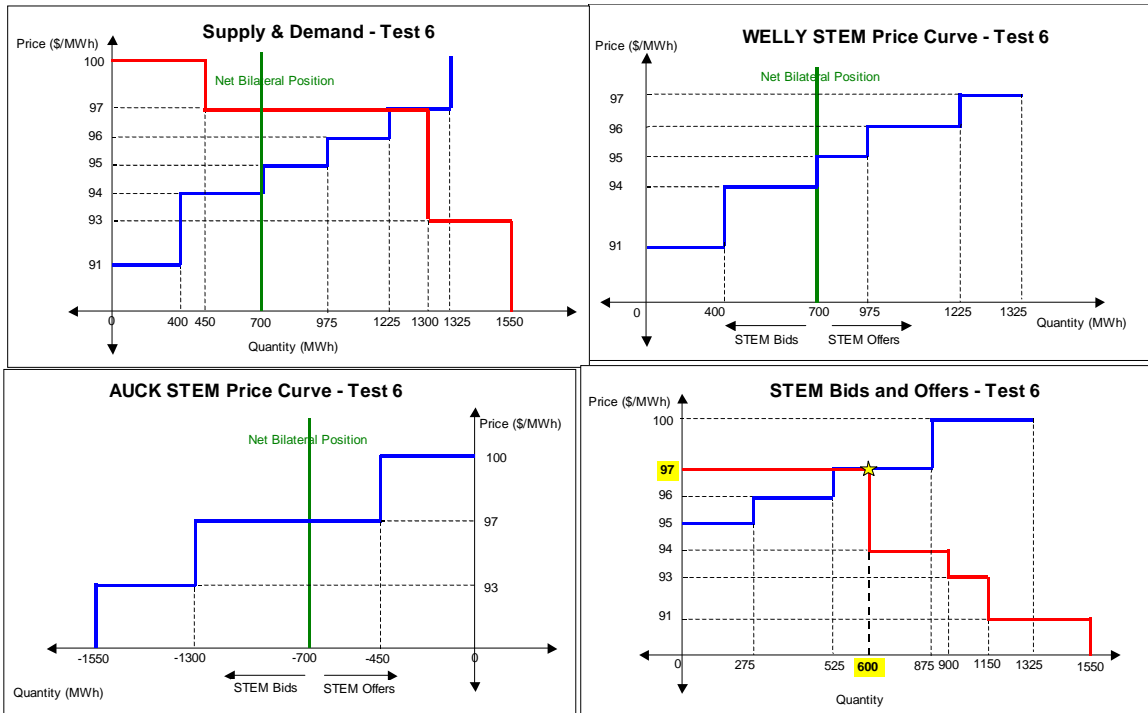 Supply & Demand - Test 6
Price ($/MWh)
Net Bilateral Position
100
97
96
95
94
93
91
0 400 450 700 975 1225 1300 1325 1550
Quantity (MWh)
WELLY STEM Price Curve - Test 6
Price ($/MWh)
Net Bilateral Position
97
96
95
94
91
0 400 700 975 1225 1325
Quantity (MWh)
STEM Bids STEM Offers
AUCK STEM Price Curve - Test 6
Price ($/MWh)
Net Bilateral Position
100
97
93
-1550 -1300 -700 -450 0
Quantity (MWh)
STEM Bids STEM Offers
STEM Bids and Offers - Test 6
Price ($/MWh)
100
97
96
95
94
93
91
0 275 525 600 875 900 1150 1325 1550
Quantity